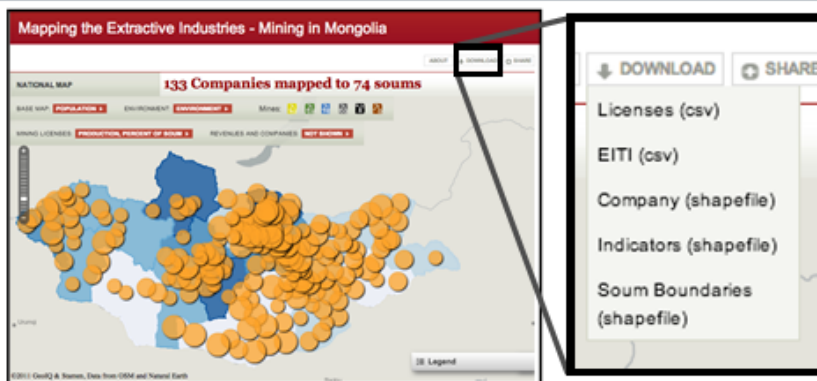 Mapping the Extractive Industries - Mining in Mongolia
ABOUT DOWNLOAD SHARE
NATIONAL MAP
133 Companies mapped to 74 soums
BASE MAP: POPULATION ENVIRONMENT: ENVIRONMENT Mines:
MINING LICENSES: PRODUCTION, PERCENT OF SOUM REVENUES AND COMPANIES: NOT SHOWN
Legend
©2011 GeoIQ & Stamen, Data from OSM and Natural Earth
DOWNLOAD SHARE
Licenses (csv)
EITI (csv)
Company (shapefile)
Indicators (shapefile)
Soum Boundaries
(shapefile)